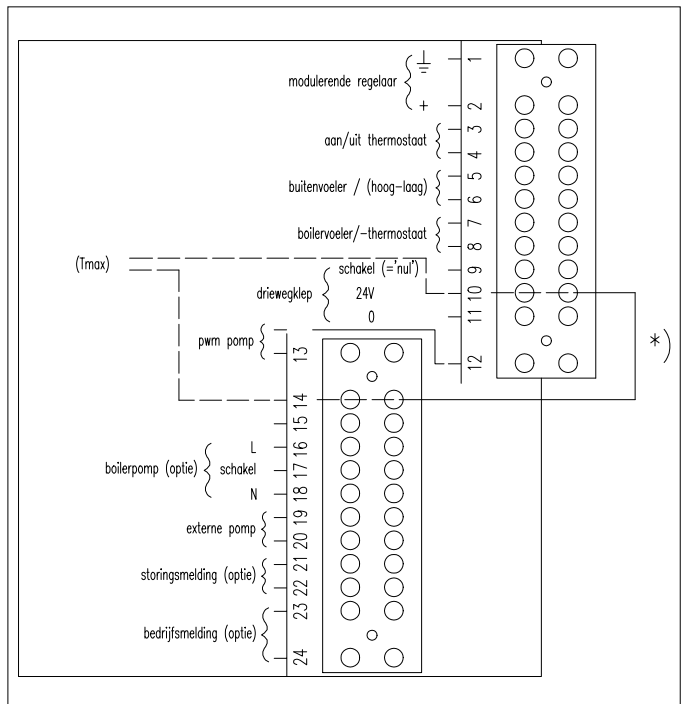 modulerende regelaar
+
1
2
aan/uit thermostaat
3
4
buitenvoeler / (hoog-laag)
5
6
boilervoeler/-thermostaat
7
8
(Tmax)
driewegklep
schakel (='nul')
24V
0
9
10
11
*)
pwm pomp
12
13
14
15
boilerpomp (optie)
L
schakel
N
16
17
18
externe pomp
19
20
storingsmelding (optie)
21
22
bedrijfsmelding (optie)
23
24